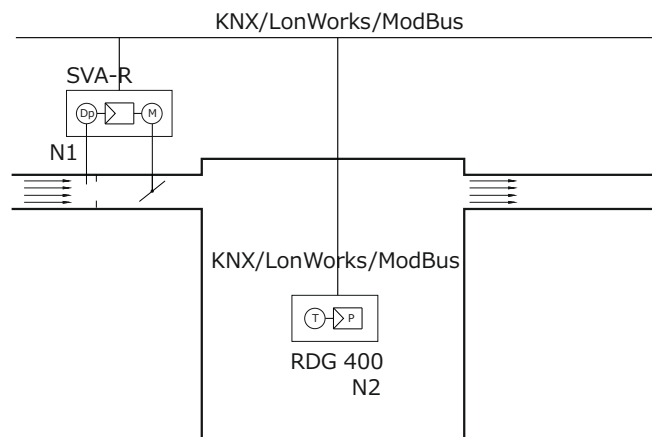 KNX/LonWorks/ModBus
SVA-R
Dp
M
N1
KNX/LonWorks/ModBus
T
P
RDG 400
N2